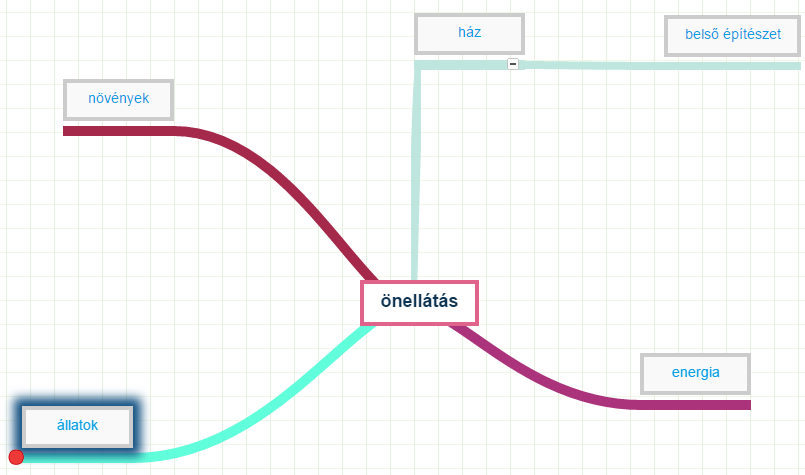 ház
belső építészet
növények
önellátás
energia
állatok